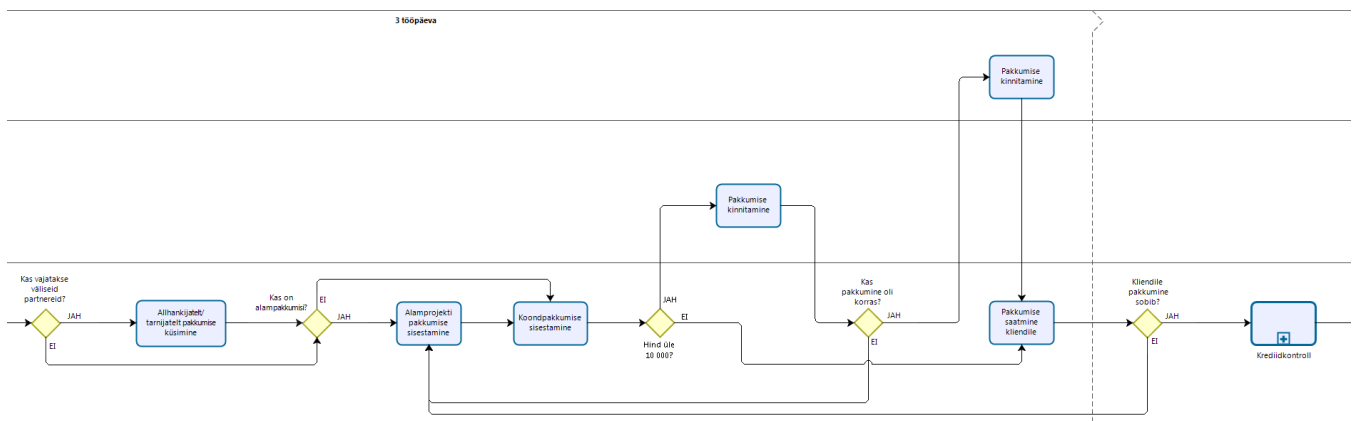 3 tööpäeva
Pakkumise
kinnitamine
Pakkumise
kinnitamine
Kas vajatakse
väliseid
partnereid?
JAH
EI
Allhankijatelt/
tarnijatelt pakkumise
küsimine
Kas on
alampakkumisi?
EI
JAH
Alamprojekti
pakkumise
sisestamine
Koondpakkumise
sisestamine
JAH
EI
Hind üle
10 000?
Kas
pakkumine oli
korras?
JAH
EI
Pakkumise
saatmine
kliendile
Kliendile
pakkumine
sobib?
JAH
EI
Krediidkontroll